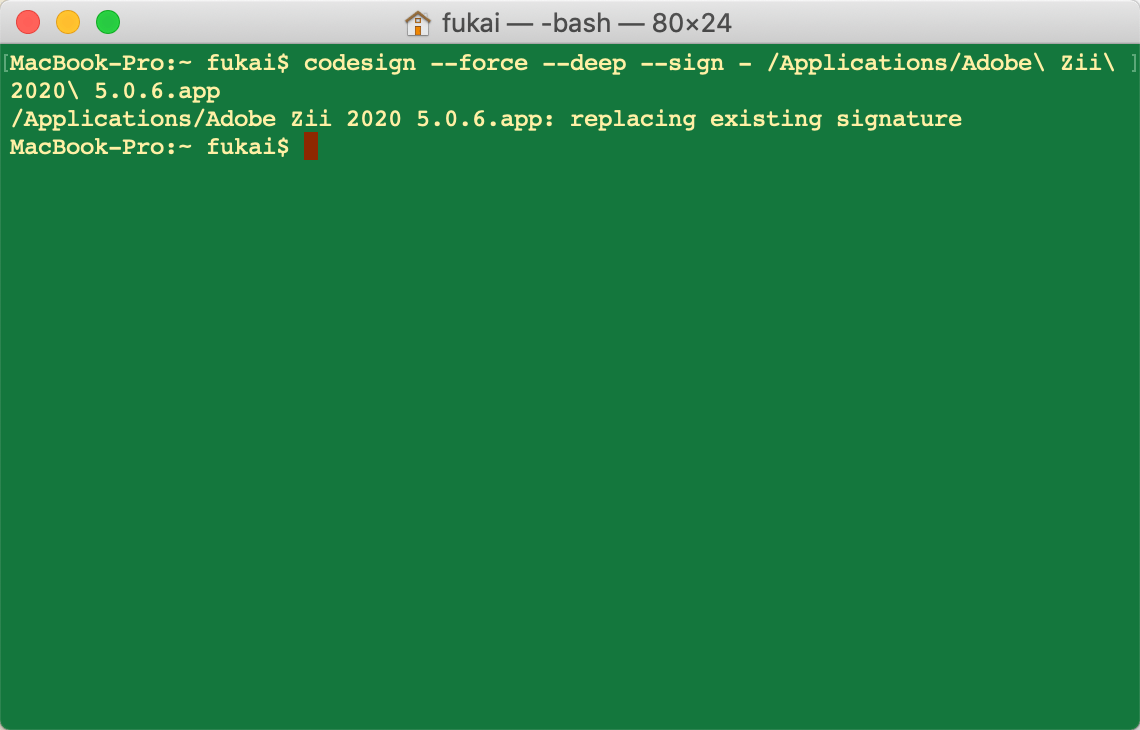 fukai — -bash — 80×24
[MacBook-Pro:~ fukai$ codesign --force --deep --sign - /Applications/Adobe\ Zii\ ]
2020\ 5.0.6.app
/Applications/Adobe Zii 2020 5.0.6.app: replacing existing signature
MacBook-Pro:~ fukai$